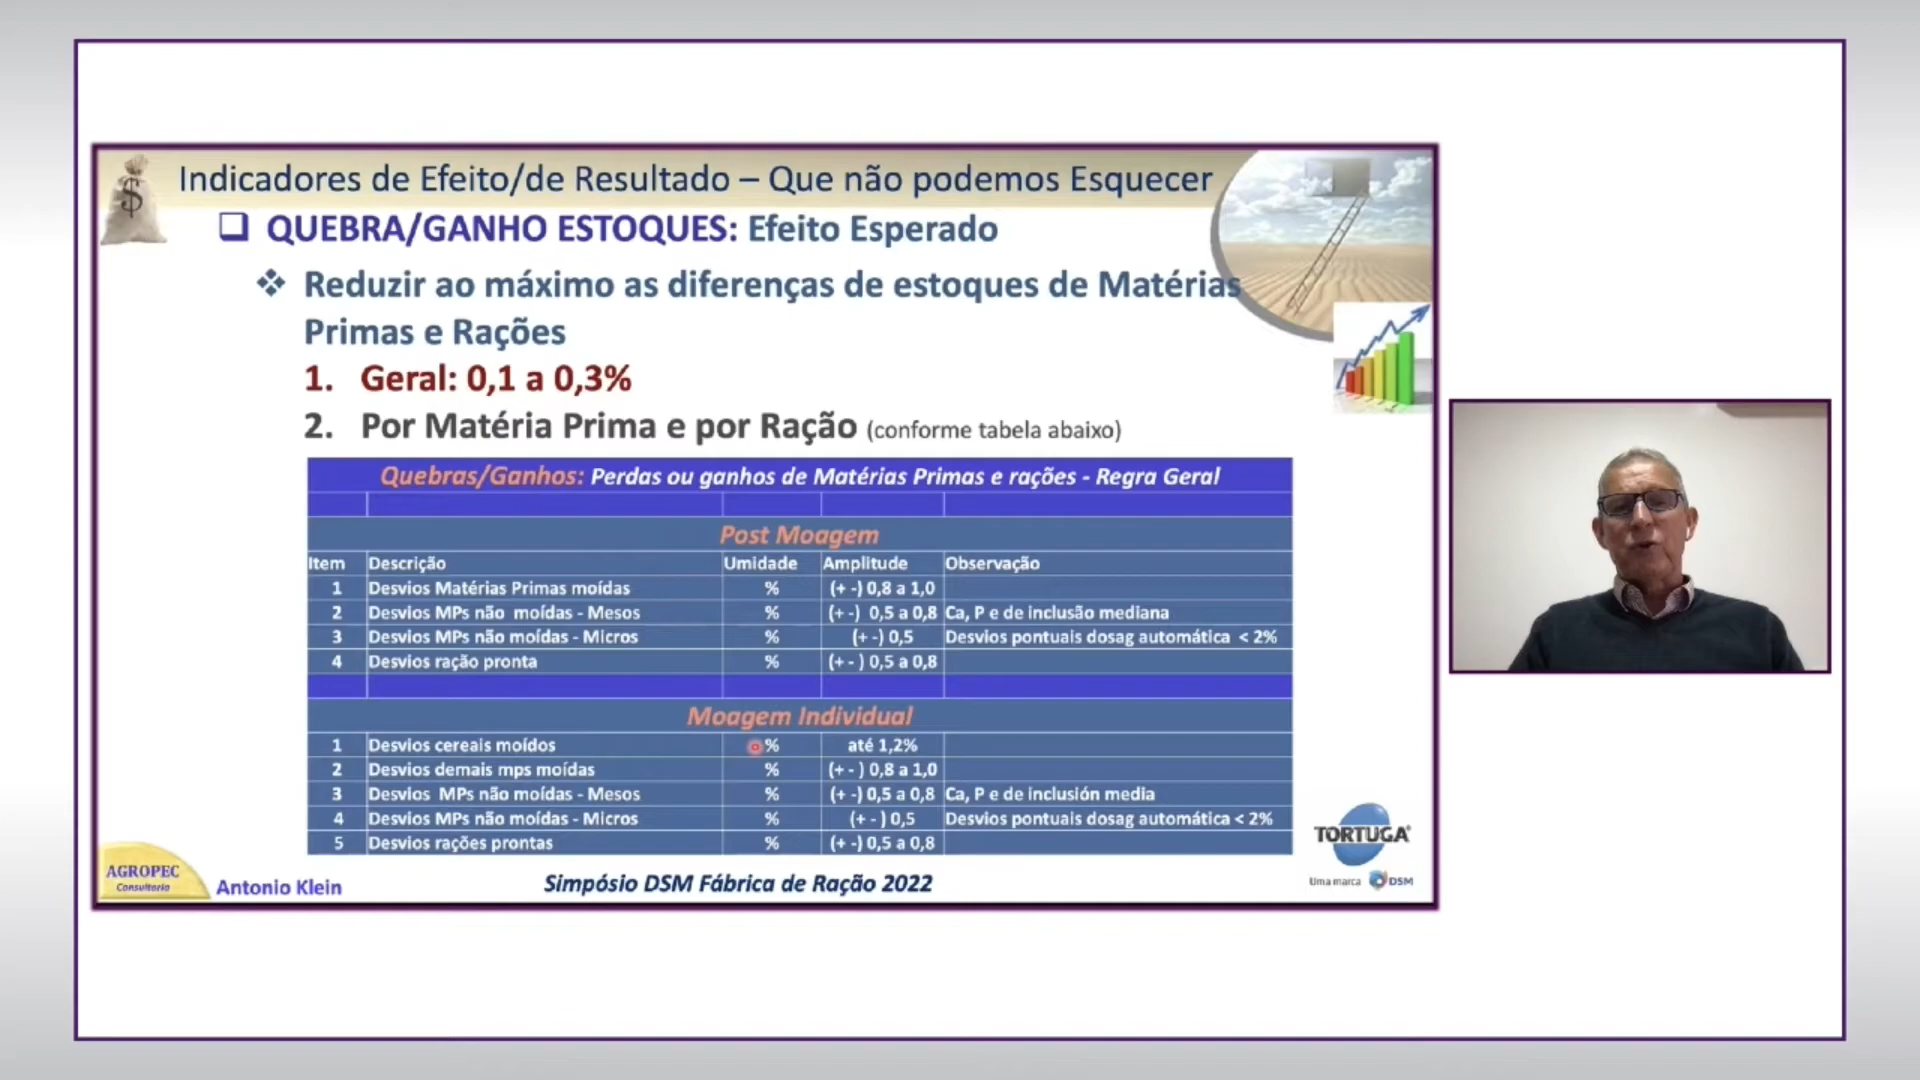 $
Indicadores de Efeito/de Resultado – Que não podemos Esquecer
QUEBRA/GANHO ESTOQUES: Efeito Esperado
Reduzir ao máximo as diferenças de estoques de Matérias
Primas e Rações
1. Geral: 0,1 a 0,3%
2. Por Matéria Prima e por Ração (conforme tabela abaixo)
Quebras/Ganhos: Perdas ou ganhos de Matérias Primas e rações - Regra Geral
Post Moagem
Item Descrição Umidade Amplitude Observação
1 Desvios Matérias Primas moídas % (+ -) 0,8 a 1,0
2 Desvios MPs não moídas - Mesos % (+ -) 0,5 a 0,8 Ca, P e de inclusão mediana
3 Desvios MPs não moídas - Micros % (+ -) 0,5 Desvios pontuais dosag automática < 2%
4 Desvios ração pronta % (+ - ) 0,5 a 0,8
Moagem Individual
1 Desvios cereais moídos % até 1,2%
2 Desvios demais mps moídas % (+ - ) 0,8 a 1,0
3 Desvios MPs não moídas - Mesos % (+ -) 0,5 a 0,8 Ca, P e de inclusión media
4 Desvios MPs não moídas - Micros % (+ - ) 0,5 Desvios pontuais dosag automática < 2%
5 Desvios rações prontas % (+ -) 0,5 a 0,8
TORTUGA
Uma marca DSM
AGROPEC
Consultoria
Antonio Klein
Simpósio DSM Fábrica de Ração 2022